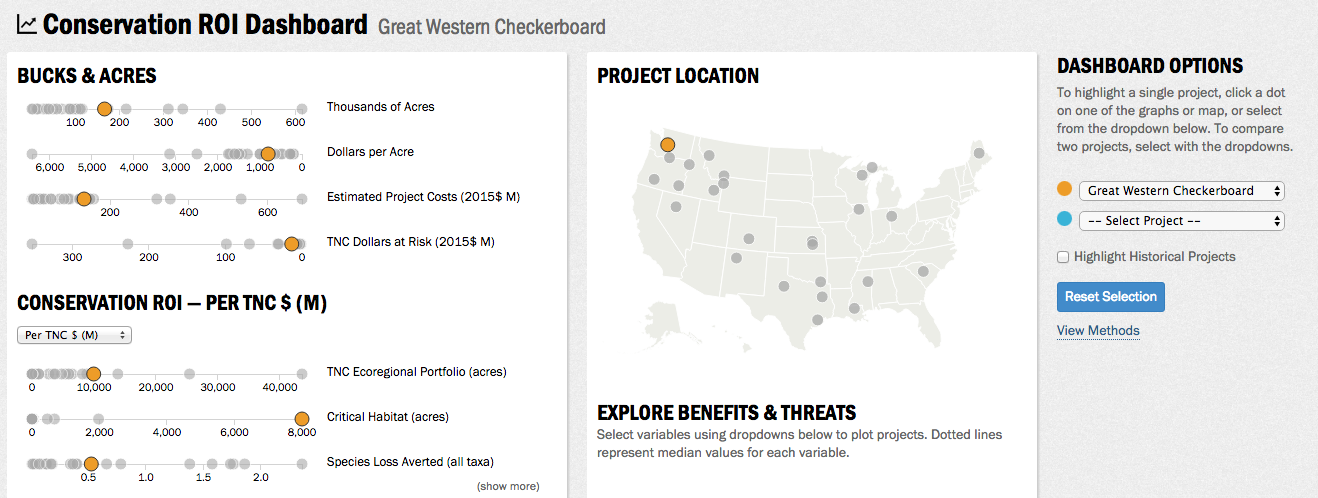 Conservation ROI Dashboard Great Western Checkerboard
BUCKS & ACRES
Thousands of Acres
100 200 300 400 500 600
Dollars per Acre
6,000 5,000 4,000 3,000 2,000 1,000 0
Estimated Project Costs (2015$ M)
200 400 600
TNC Dollars at Risk (2015$ M)
300 200 100 0
CONSERVATION ROI — PER TNC $ (M)
Per TNC $ (M)
TNC Ecoregional Portfolio (acres)
0 10,000 20,000 30,000 40,000
Critical Habitat (acres)
0 2,000 4,000 6,000 8,000
Species Loss Averted (all taxa)
0.5 1.0 1.5 2.0
(show more)
PROJECT LOCATION
EXPLORE BENEFITS & THREATS
Select variables using dropdowns below to plot projects. Dotted lines
represent median values for each variable.
DASHBOARD OPTIONS
To highlight a single project, click a dot
on one of the graphs or map, or select
from the dropdown below. To compare
two projects, select with the dropdowns.
Great Western Checkerboard
-- Select Project --
Highlight Historical Projects
Reset Selection
View Methods